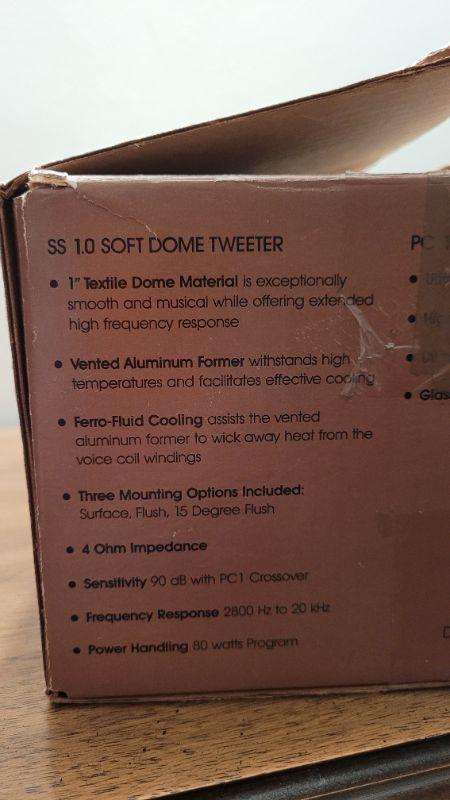 SS 1.0 SOFT DOME TWEETER
• 1" Textile Dome Material is exceptionally
smooth and musical while offering extended
high frequency response
• Vented Aluminum Former withstands high
temperatures and facilitates effective cooling
• Ferro-Fluid Cooling assists the vented
aluminum former to wick away heat from the
voice coil windings
• Three Mounting Options Included:
Surface, Flush, 15 Degree Flush
• 4 Ohm Impedance
• Sensitivity 90 dB with PC1 Crossover
• Frequency Response 2800 Hz to 20 kHz
• Power Handling 80 watts Program
PC
•
•
•
• Glas